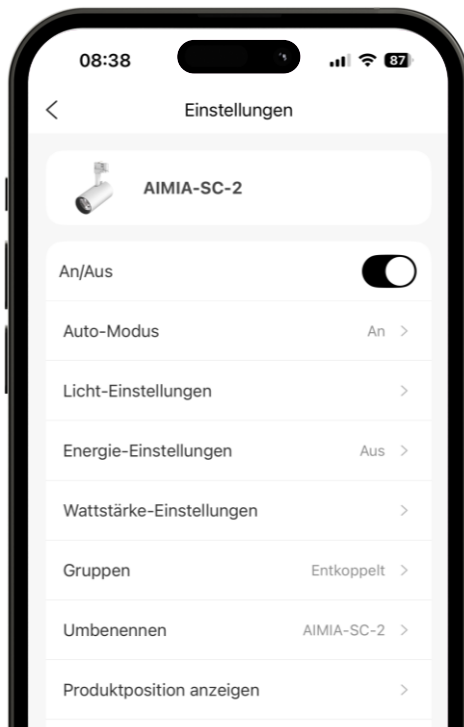 08:38
87
Einstellungen
AIMIA-SC-2
An/Aus
Auto-Modus An
Licht-Einstellungen
Energie-Einstellungen Aus
Wattstärke-Einstellungen
Gruppen Entkoppelt
Umbenennen AIMIA-SC-2
Produktposition anzeigen